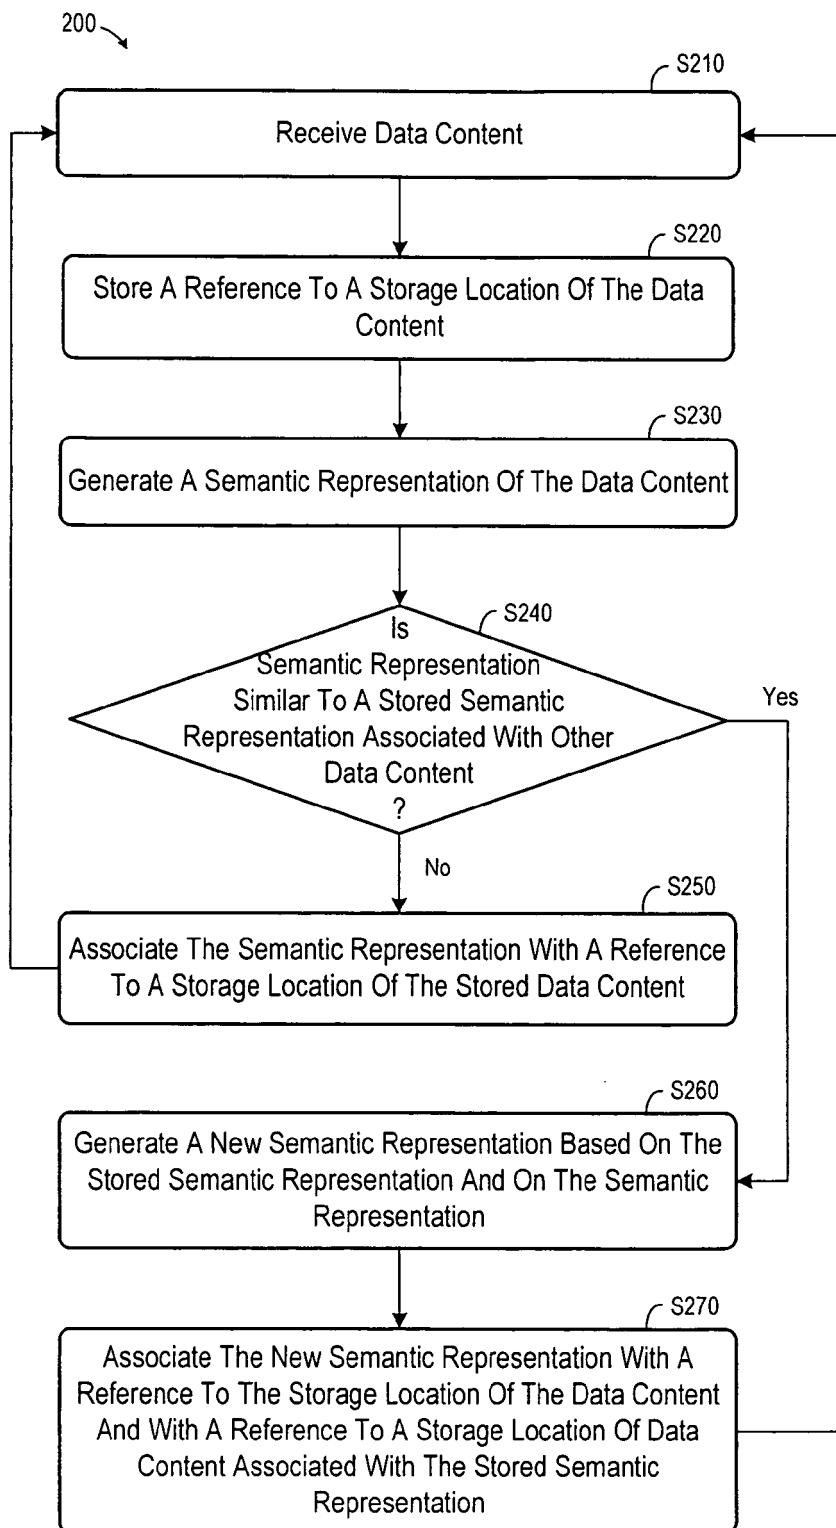 200
S210
Receive Data Content
S220
Store A Reference To A Storage Location Of The Data
Content
S230
Generate A Semantic Representation Of The Data Content
S240
Is
Semantic Representation
Similar To A Stored Semantic
Representation Associated With Other
Data Content
?
Yes
No
S250
Associate The Semantic Representation With A Reference
To A Storage Location Of The Stored Data Content
S260
Generate A New Semantic Representation Based On The
Stored Semantic Representation And On The Semantic
Representation
S270
Associate The New Semantic Representation With A
Reference To The Storage Location Of The Data Content
And With A Reference To A Storage Location Of Data
Content Associated With The Stored Semantic
Representation